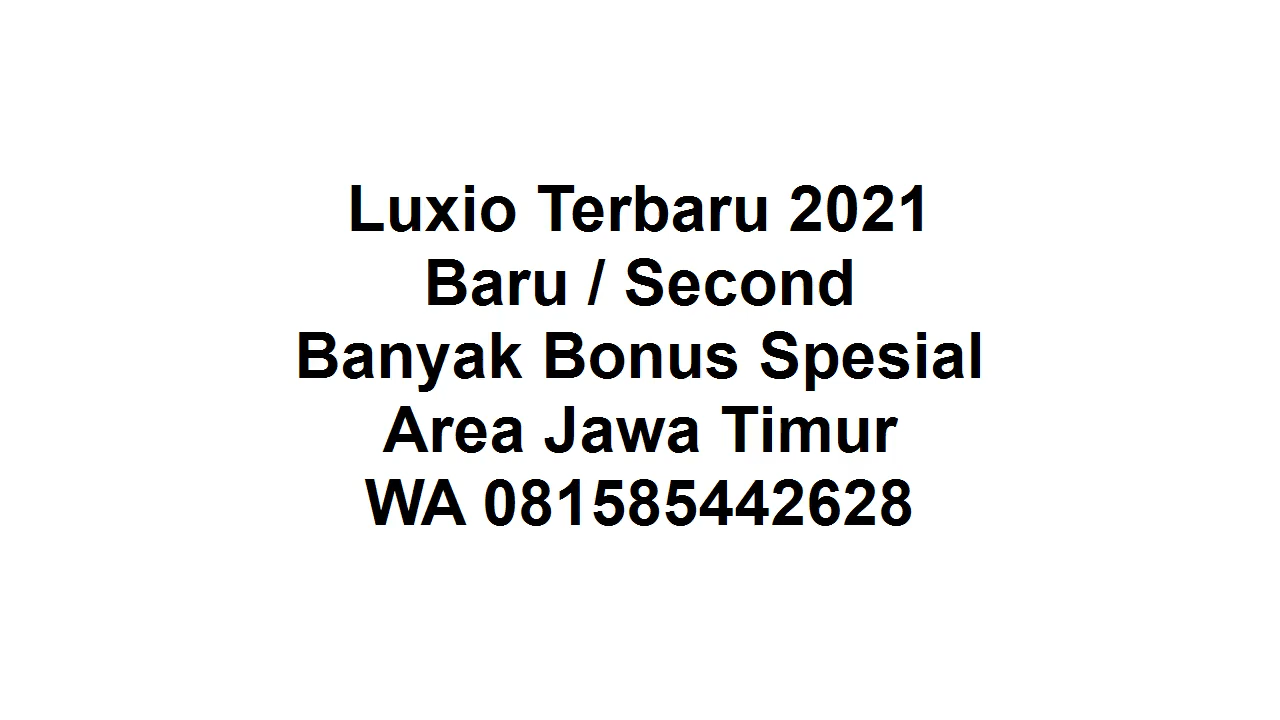 Luxio Terbaru 2021
Baru / Second
Banyak Bonus Spesial
Area Jawa Timur
WA 081585442628